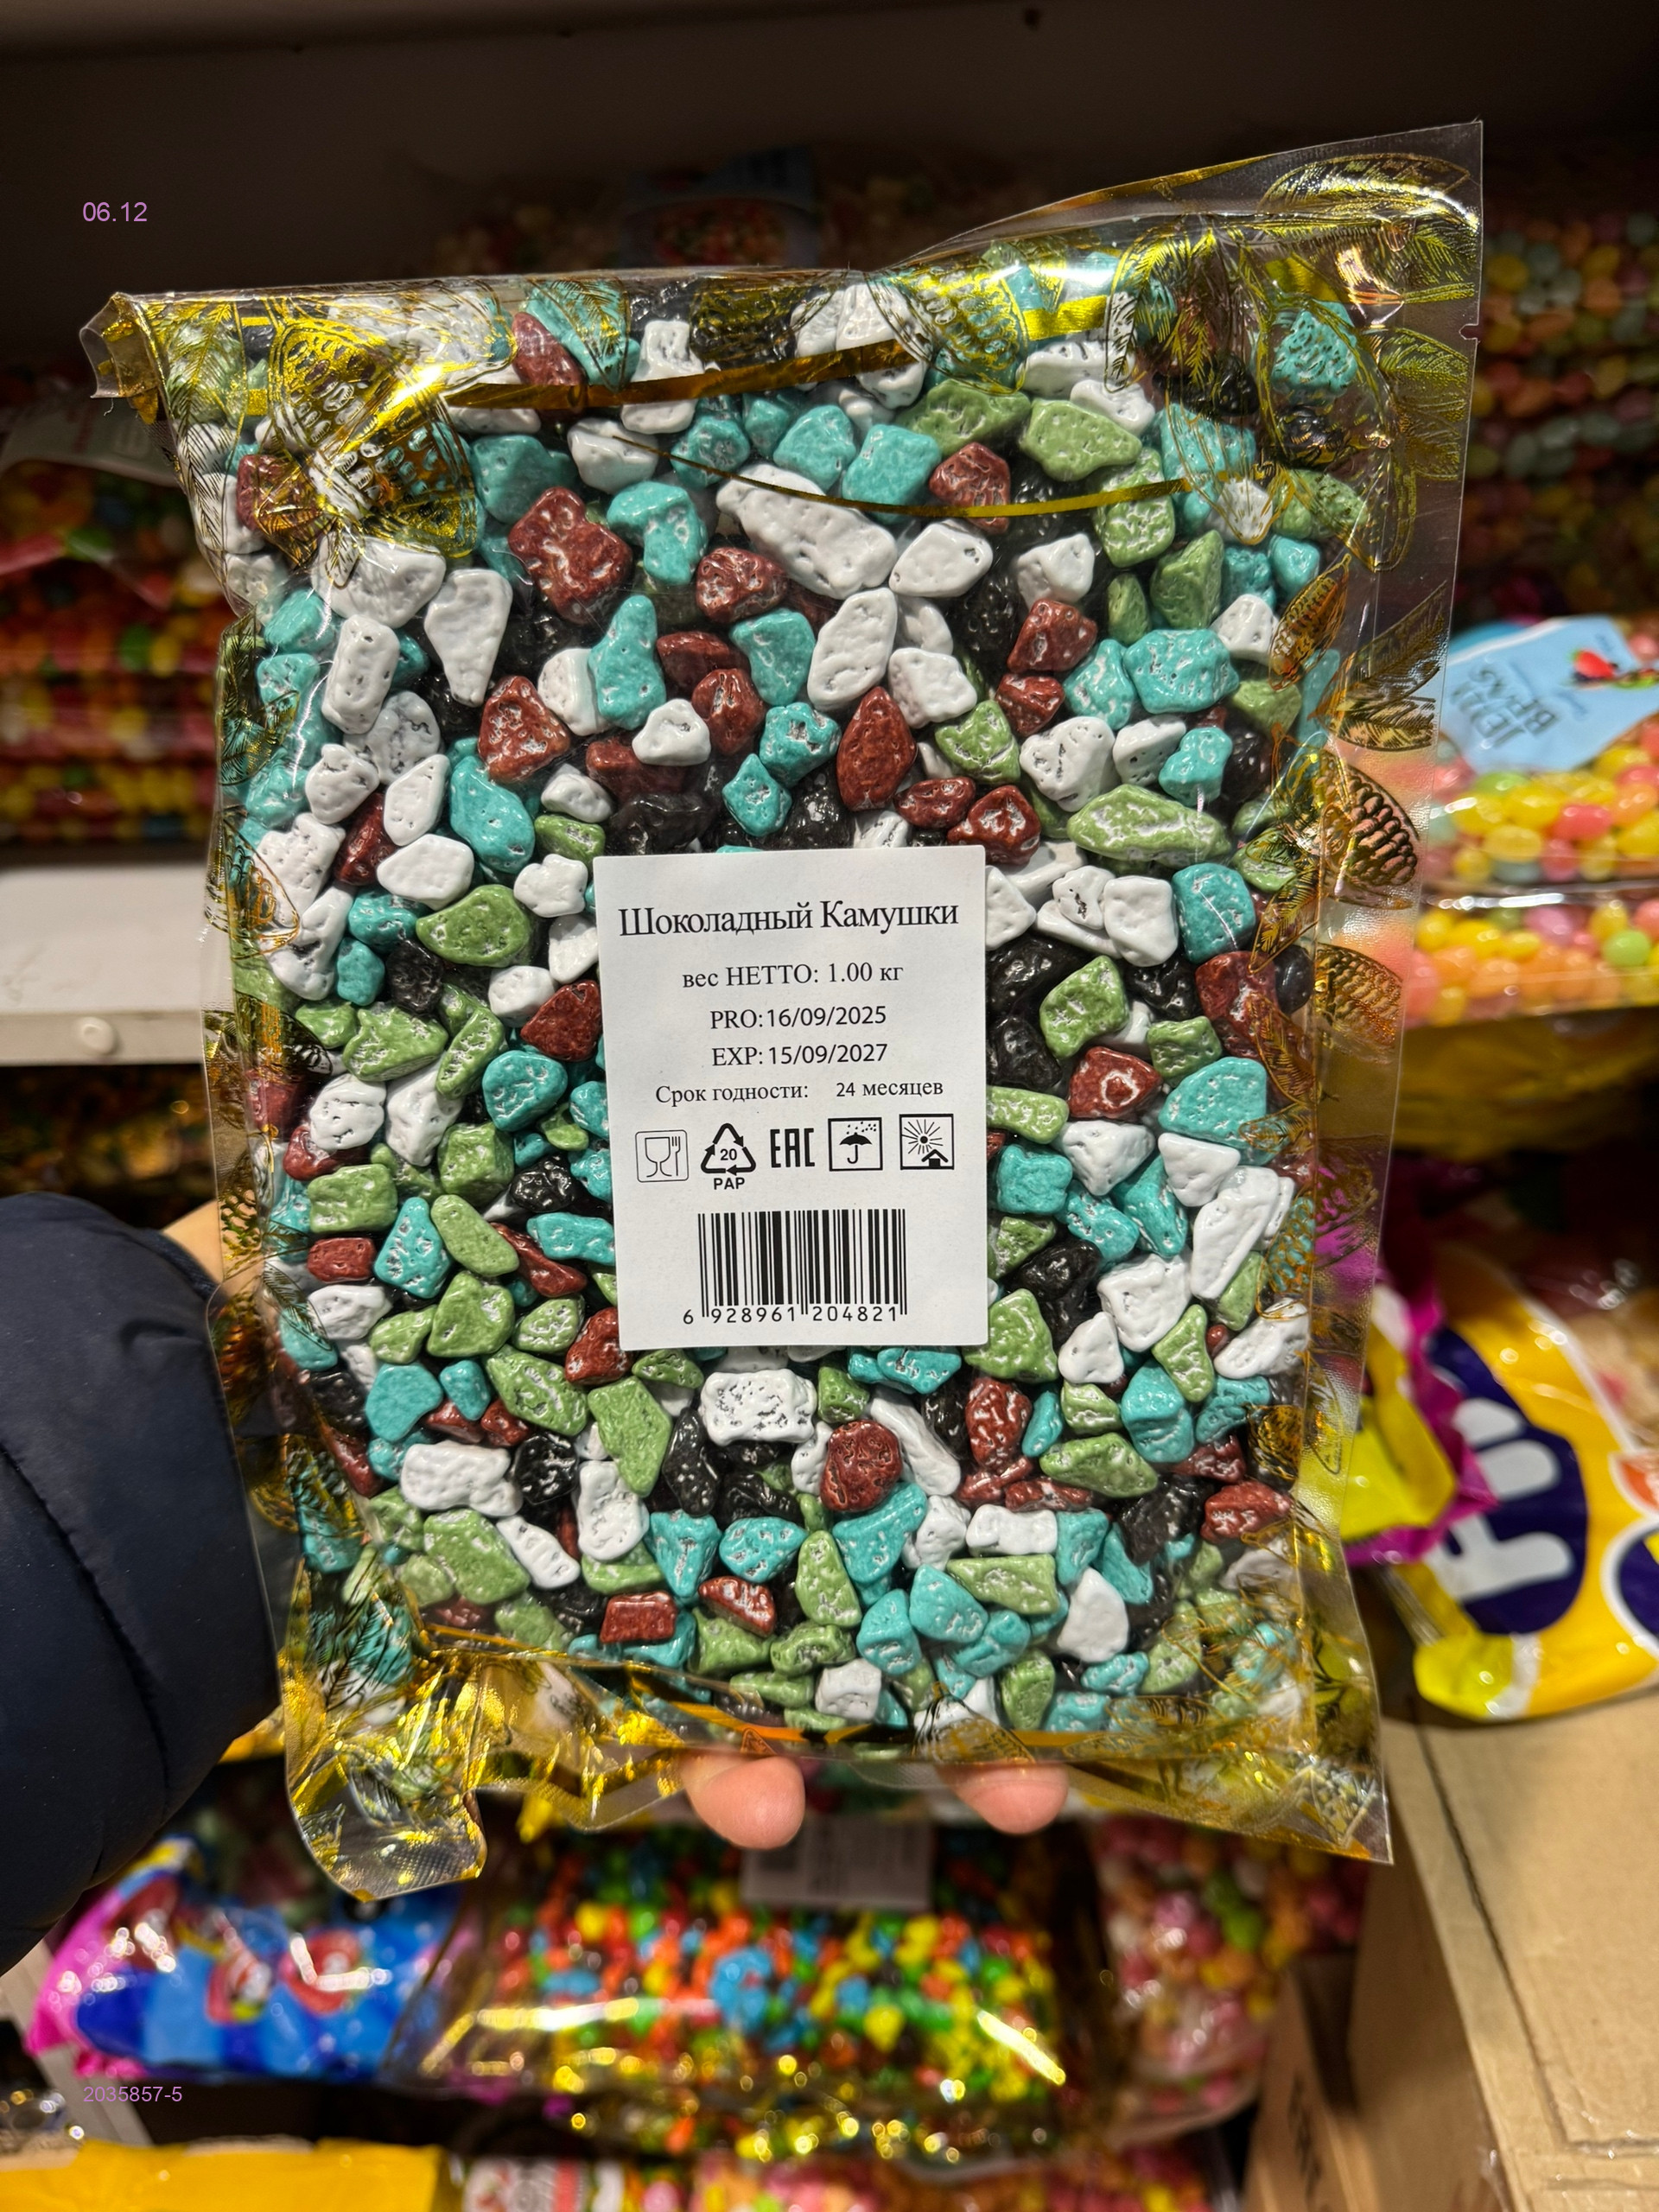 06.12
Шоколадный Камушки
вес НЕТТО: 1.00 кг
PRO: 16/09/2025
EXP: 15/09/2027
Срок годности: 24 месяцев
20
PAP
EAC
6 928961 204821
BEANS
2035857-5